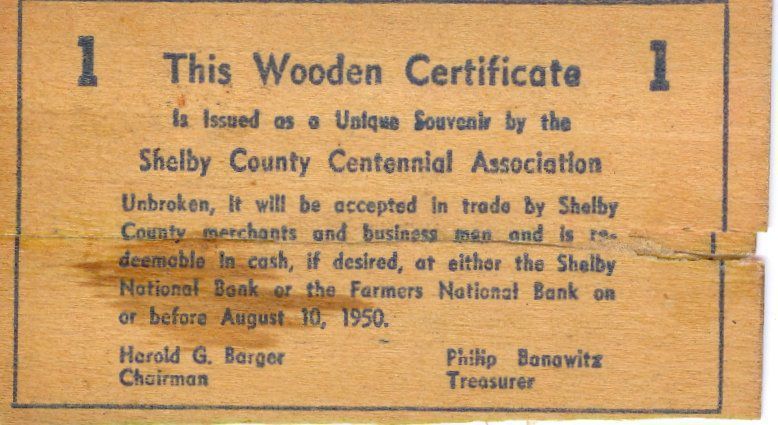 1 This Wooden Certificate 1
Is Issued as a Unique Souvenir by the
Shelby County Centennial Association
Unbroken, it will be accepted in trade by Shelby
County merchants and business men and is re-
deemable in cash, if desired, at either the Shelby
National Bank or the Farmers National Bank on
or before August 10, 1950.
Harold G. Barger Philip Banawitz
Chairman Treasurer